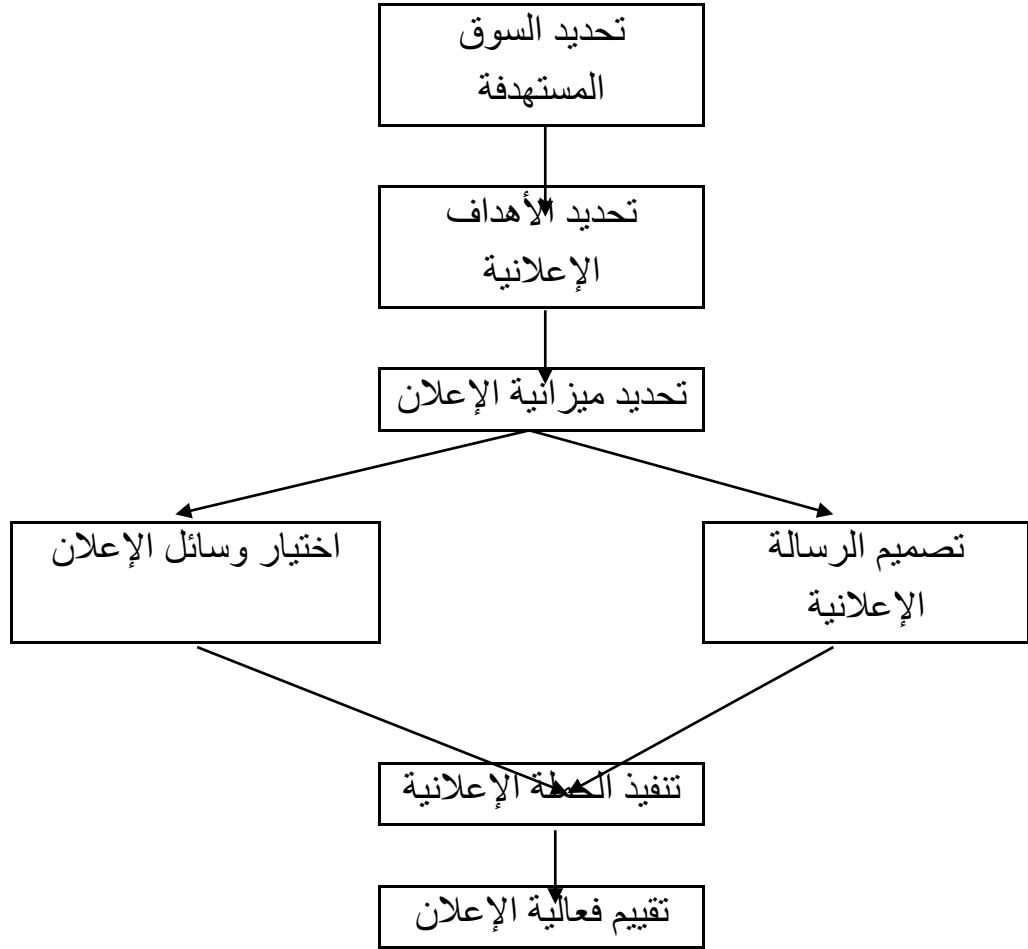 تحديد السوق
المستهدفة
تحديد الأهداف
الإعلانية
تحديد ميزانية الإعلان
تصميم الرسالة
الإعلانية
اختيار وسائل الإعلان
تنفيذ الإعلانية
تقييم فعالية الإعلان